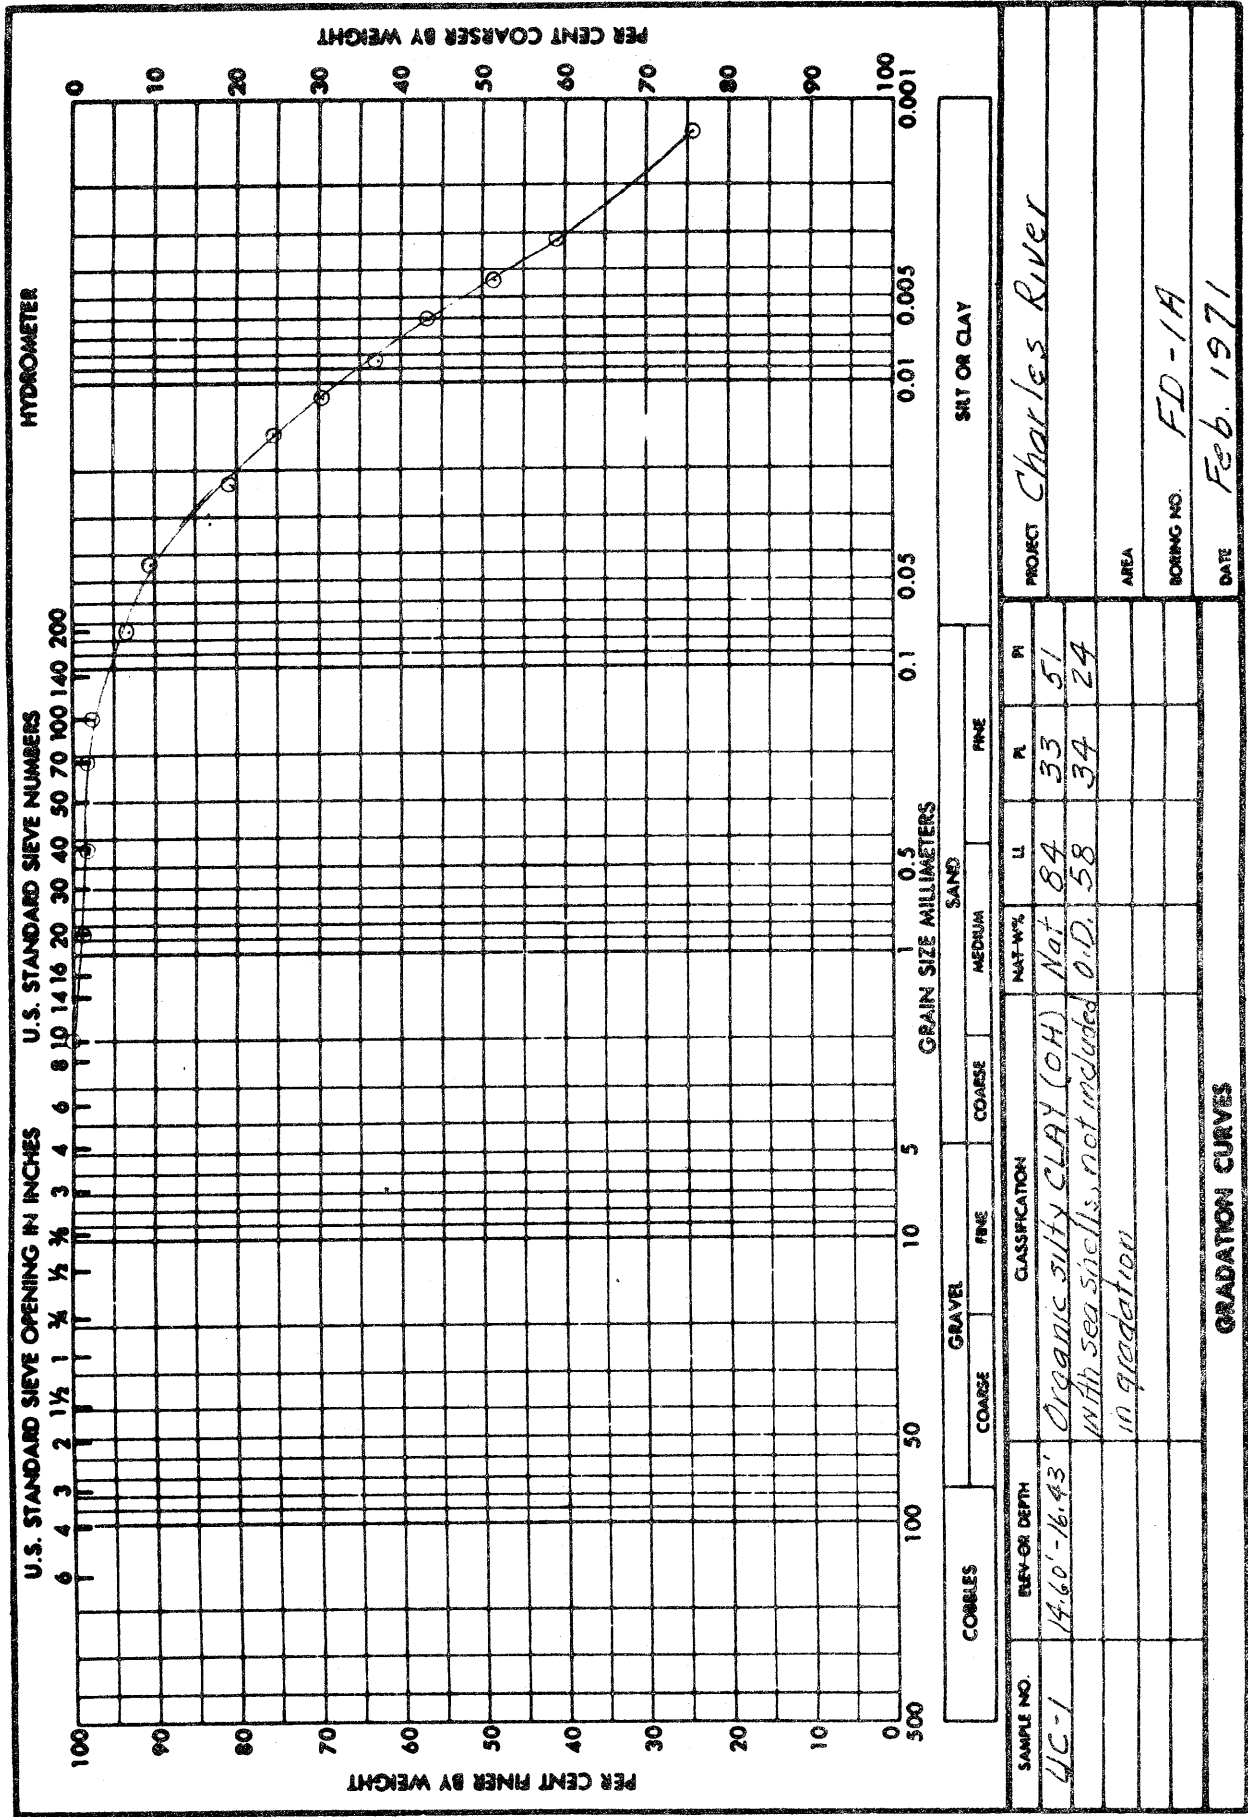 U.S. STANDARD SIEVE OPENING IN INCHES U.S. STANDARD SIEVE NUMBERS HYDROMETER
6 4 3 2 1½ 1 ¾ ½ ⅜ 3 4 6 8 10 14 16 20 30 40 50 70 100 140 200
PER CENT FINER BY WEIGHT
100
90
80
70
60
50
40
30
20
10
0
PER CENT COARSER BY WEIGHT
0
10
20
30
40
50
60
70
80
90
100
500 100 50 10 5 1 0.5 0.1 0.05 0.01 0.005 0.001
GRAIN SIZE MILLIMETERS
COBBLES GRAVEL SAND SILT OR CLAY
COARSE FINE COARSE MEDIUM FINE
SAMPLE NO. ELEV OR DEPTH CLASSIFICATION NAT W% LL PL PI
UC-1 14.60'-16.43' Organic silty CLAY (OH) Nat 84 33 51
with sea shells, not included O.D. 58 34 24
in gradation
PROJECT Charles River
AREA
BORING NO. FD-1A
DATE Feb. 1971
GRADATION CURVES